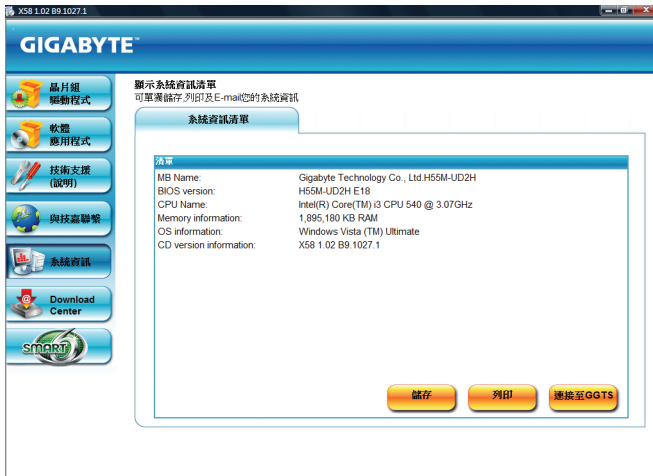 X58 1.02 B9.1027.1
GIGABYTE™
晶片組
驅動程式
軟體
應用程式
技術支援
(說明)
與技嘉聯繫
系統資訊
Download
Center
SMART6
顯示系統資訊清單
可單獨儲存,列印及E-mail您的系統資訊
系統資訊清單
清單
MB Name: Gigabyte Technology Co., Ltd.H55M-UD2H
BIOS version: H55M-UD2H E18
CPU Name: Intel(R) Core(TM) i3 CPU 540 @ 3.07GHz
Memory information: 1,895,180 KB RAM
OS information: Windows Vista (TM) Ultimate
CD version information: X58 1.02 B9.1027.1
儲存 列印 連接至GGTS